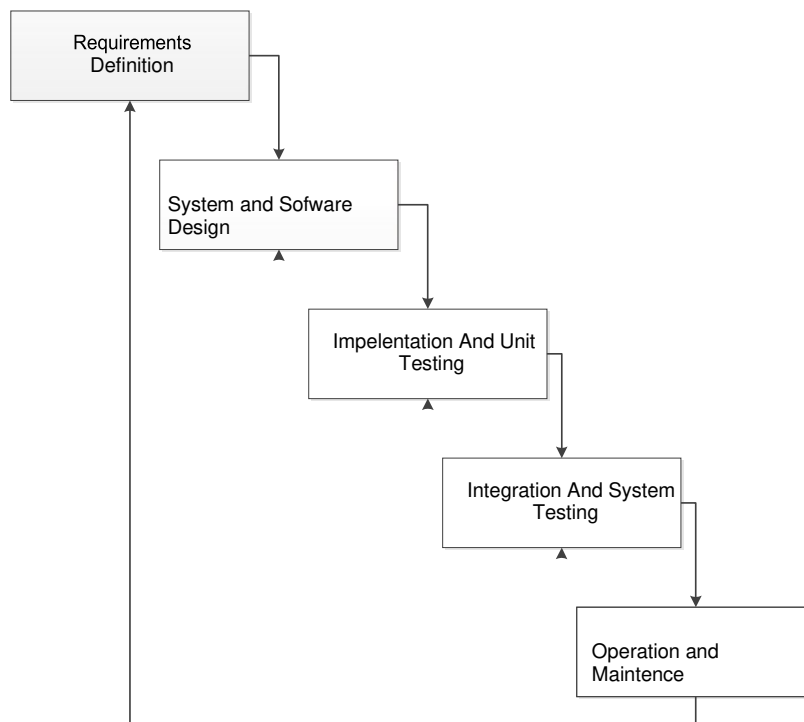 Requirements
Definition
System and Sofware
Design
Impelentation And Unit
Testing
Integration And System
Testing
Operation and
Maintence